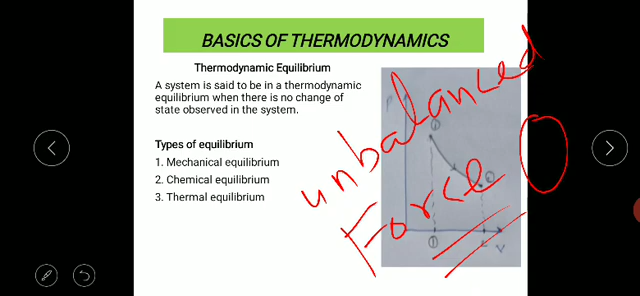 BASICS OF THERMODYNAMICS
Thermodynamic Equilibrium
A system is said to be in a thermodynamic
equilibrium when there is no change of
state observed in the system.
Types of equilibrium
1. Mechanical equilibrium
2. Chemical equilibrium
3. Thermal equilibrium
unbalanced
Force
V